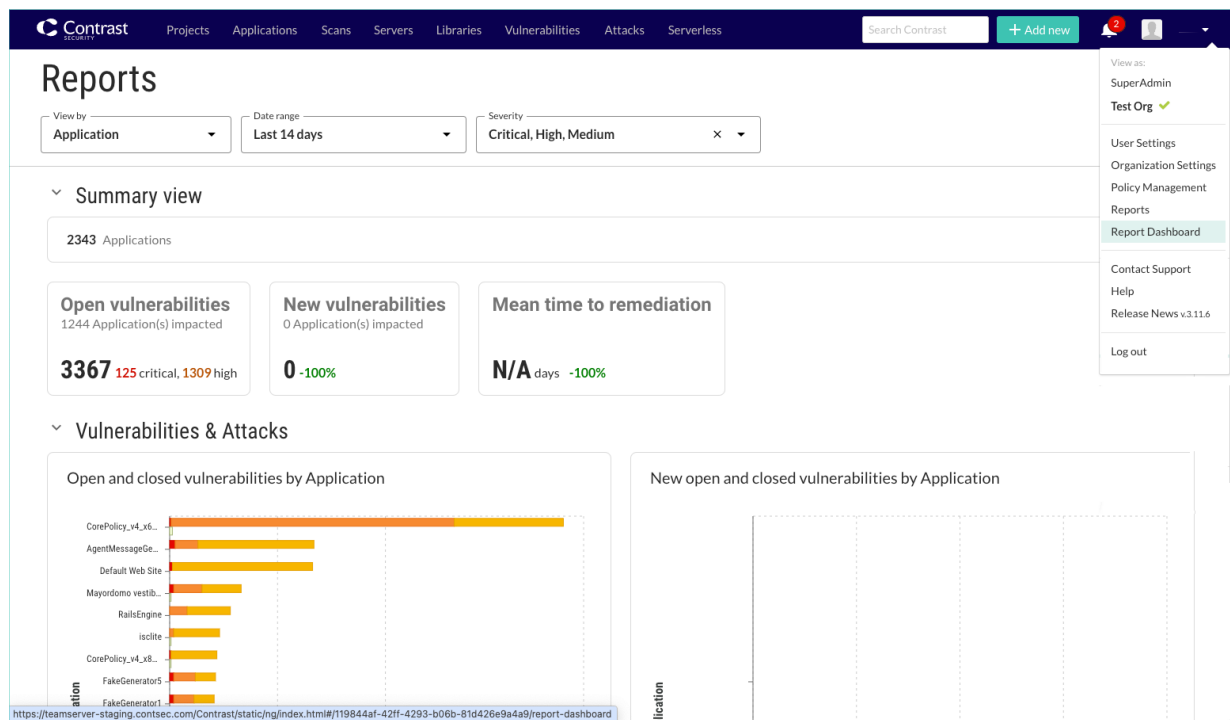 Contrast
SECURITY
Projects
Applications
Scans
Servers
Libraries
Vulnerabilities
Attacks
Serverless
Search Contrast
+ Add new
2
View as:
SuperAdmin
Test Org
User Settings
Organization Settings
Policy Management
Reports
Report Dashboard
Contact Support
Help
Release News v.3.11.6
Log out
Reports
View by
Application
Date range
Last 14 days
Severity
Critical, High, Medium
Summary view
2343 Applications
Open vulnerabilities
1244 Application(s) impacted
3367 125 critical, 1309 high
New vulnerabilities
0 Application(s) impacted
0 -100%
Mean time to remediation
N/A days -100%
Vulnerabilities & Attacks
Open and closed vulnerabilities by Application
CorePolicy_v4_x6...
AgentMessageGe...
Default Web Site
Mayordomo vestib...
RailsEngine
isclite
CorePolicy_v4_x8...
FakeGenerator5
FakeGenerator1
New open and closed vulnerabilities by Application
https://teamserver-staging.contsec.com/Contrast/static/ng/index.html#/119844af-42ff-4293-b06b-81d426e9a4a9/report-dashboard